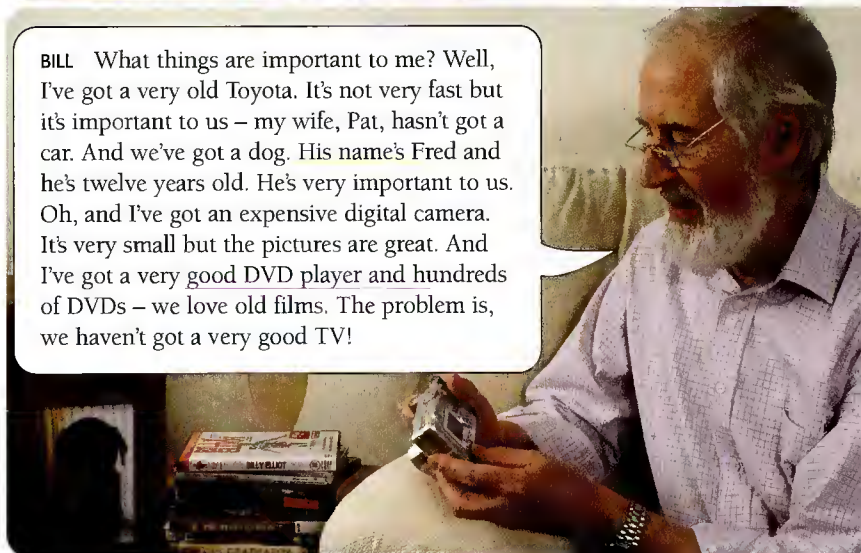 BILL What things are important to me? Well,
I've got a very old Toyota. It's not very fast but
it's important to us – my wife, Pat, hasn't got a
car. And we've got a dog. His name's Fred and
he's twelve years old. He's very important to us.
Oh, and I've got an expensive digital camera.
It's very small but the pictures are great. And
I've got a very good DVD player and hundreds
of DVDs – we love old films. The problem is,
we haven't got a very good TV!
BILLY ELLIOT